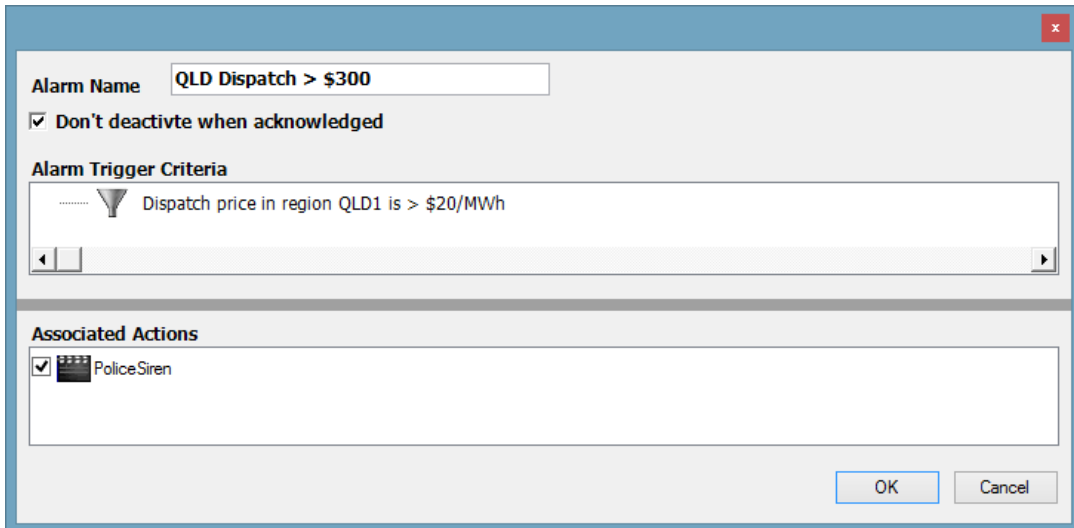 x
Alarm Name QLD Dispatch > $300
Don't deactivte when acknowledged
Alarm Trigger Criteria
Dispatch price in region QLD1 is > $20/MWh
Associated Actions
PoliceSiren
OK Cancel